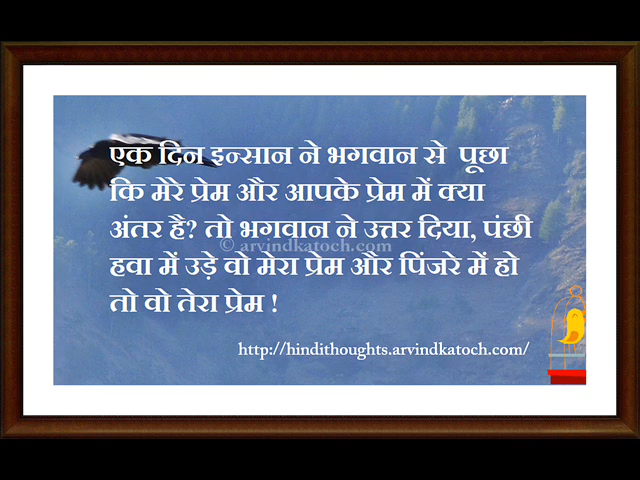 एक दिन इन्सान ने भगवान से पूछा
कि मेरे प्रेम और आपके प्रेम में क्या
अंतर है? तो भगवान ने उत्तर दिया, पंछी
© arvindkatoch.com
हवा में उड़े वो मेरा प्रेम और पिंजरे में हो
तो वो तेरा प्रेम !
http://hindithoughts.arvindkatoch.com/